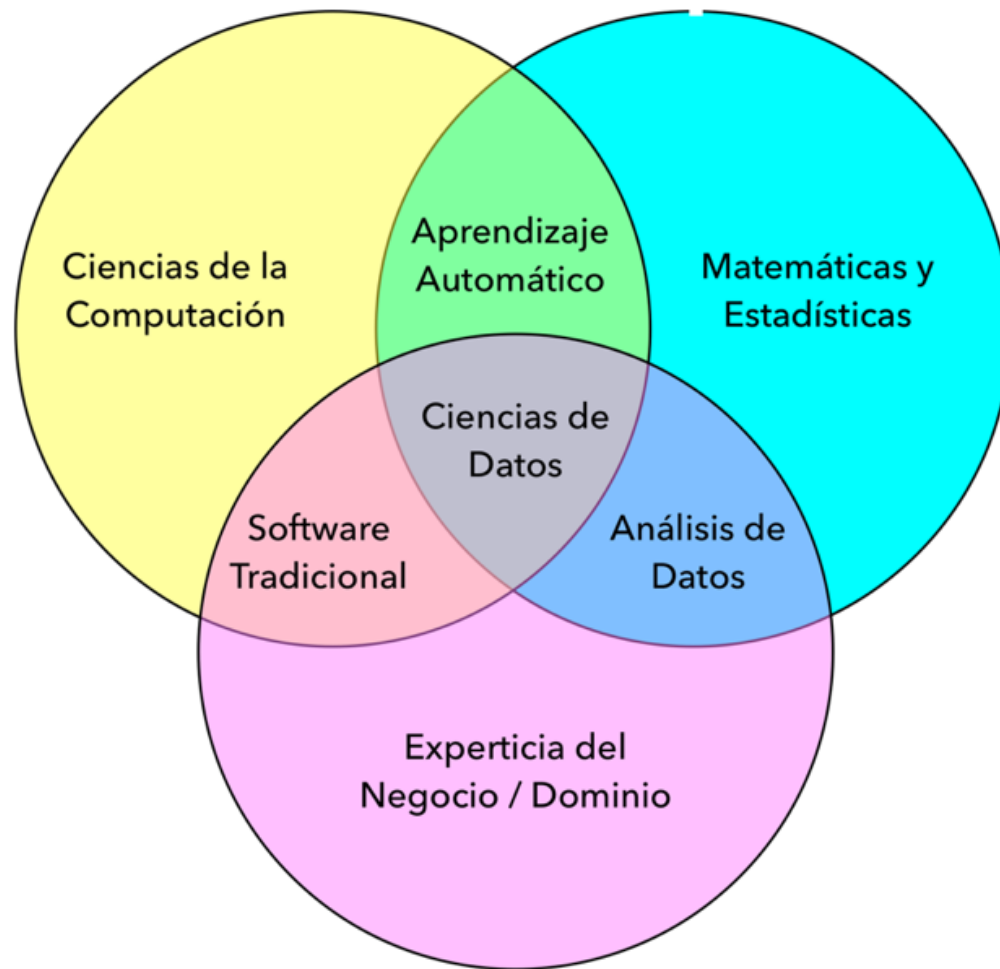 Aprendizaje
Automático
Ciencias de la
Computación
Matemáticas y
Estadísticas
Ciencias de
Datos
Software
Tradicional
Análisis de
Datos
Experticia del
Negocio / Dominio